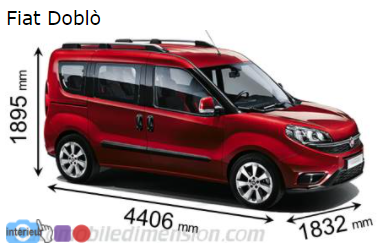 Fiat Doblò
1895 mm
4406 mm
1832 mm
intérieur
mobiledimension.com